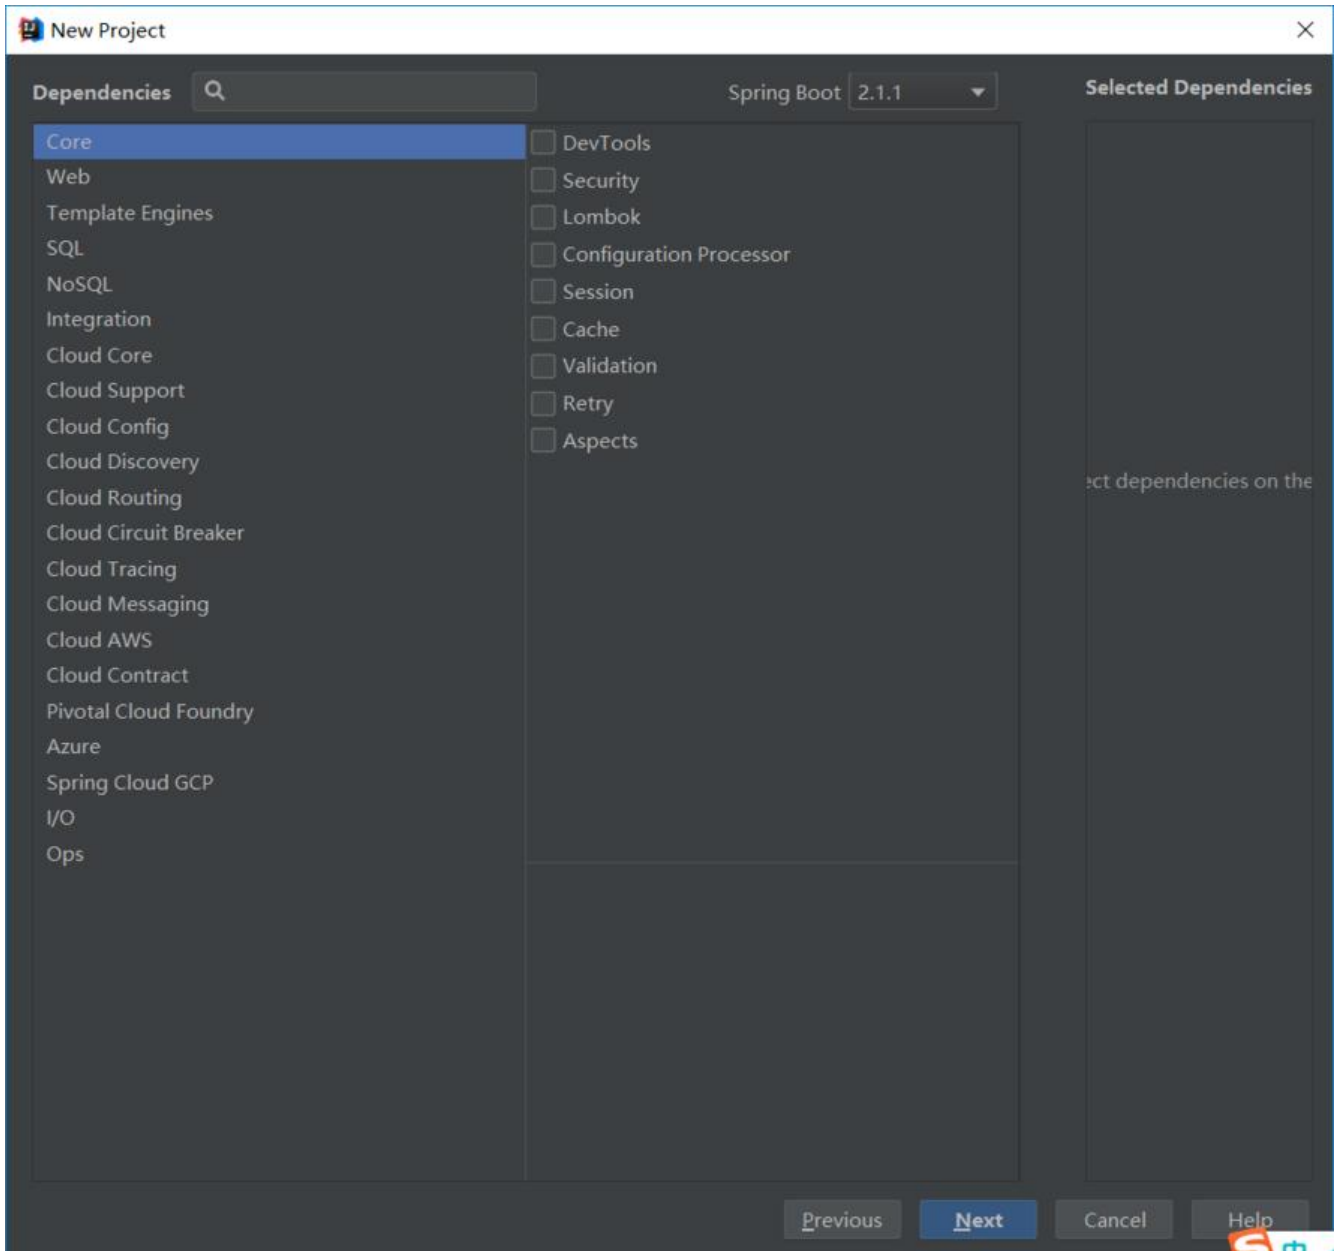 New Project
Dependencies
Spring Boot 2.1.1
Selected Dependencies
Core
Web
Template Engines
SQL
NoSQL
Integration
Cloud Core
Cloud Support
Cloud Config
Cloud Discovery
Cloud Routing
Cloud Circuit Breaker
Cloud Tracing
Cloud Messaging
Cloud AWS
Cloud Contract
Pivotal Cloud Foundry
Azure
Spring Cloud GCP
I/O
Ops
DevTools
Security
Lombok
Configuration Processor
Session
Cache
Validation
Retry
Aspects
ect dependencies on the
Previous
Next
Cancel
Help